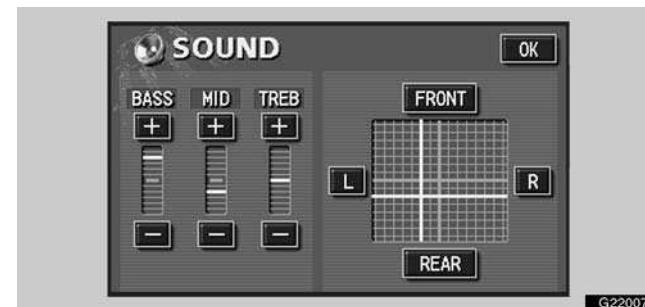 SOUND
OK
BASS MID TREB
+ + +
- - -
FRONT
L
R
REAR
G22007